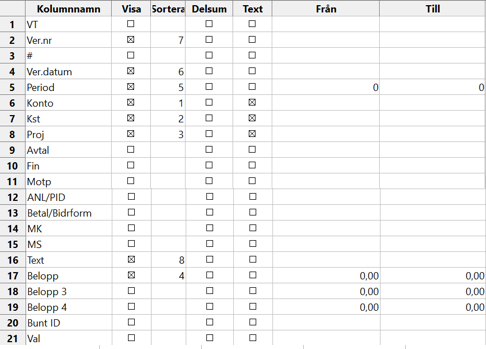 Kolumnnamn Visa Sortera Delsum Text Från Till
1 VT ☐ ☐ ☐
2 Ver.nr ☒ 7 ☐ ☐
3 # ☐ ☐ ☐
4 Ver.datum ☒ 6 ☐ ☐
5 Period ☒ 5 ☐ ☐ 0 0
6 Konto ☒ 1 ☐ ☒
7 Kst ☒ 2 ☐ ☒
8 Proj ☒ 3 ☐ ☒
9 Avtal ☐ ☐ ☐
10 Fin ☐ ☐ ☐
11 Motp ☐ ☐ ☐
12 ANL/PID ☐ ☐ ☐
13 Betal/Bidrform ☐ ☐ ☐
14 MK ☐ ☐ ☐
15 MS ☐ ☐ ☐
16 Text ☒ 8 ☐ ☐
17 Belopp ☒ 4 ☐ ☐ 0,00 0,00
18 Belopp 3 ☐ ☐ ☐ 0,00 0,00
19 Belopp 4 ☐ ☐ ☐ 0,00 0,00
20 Bunt ID ☐ ☐ ☐
21 Val ☐ ☐ ☐